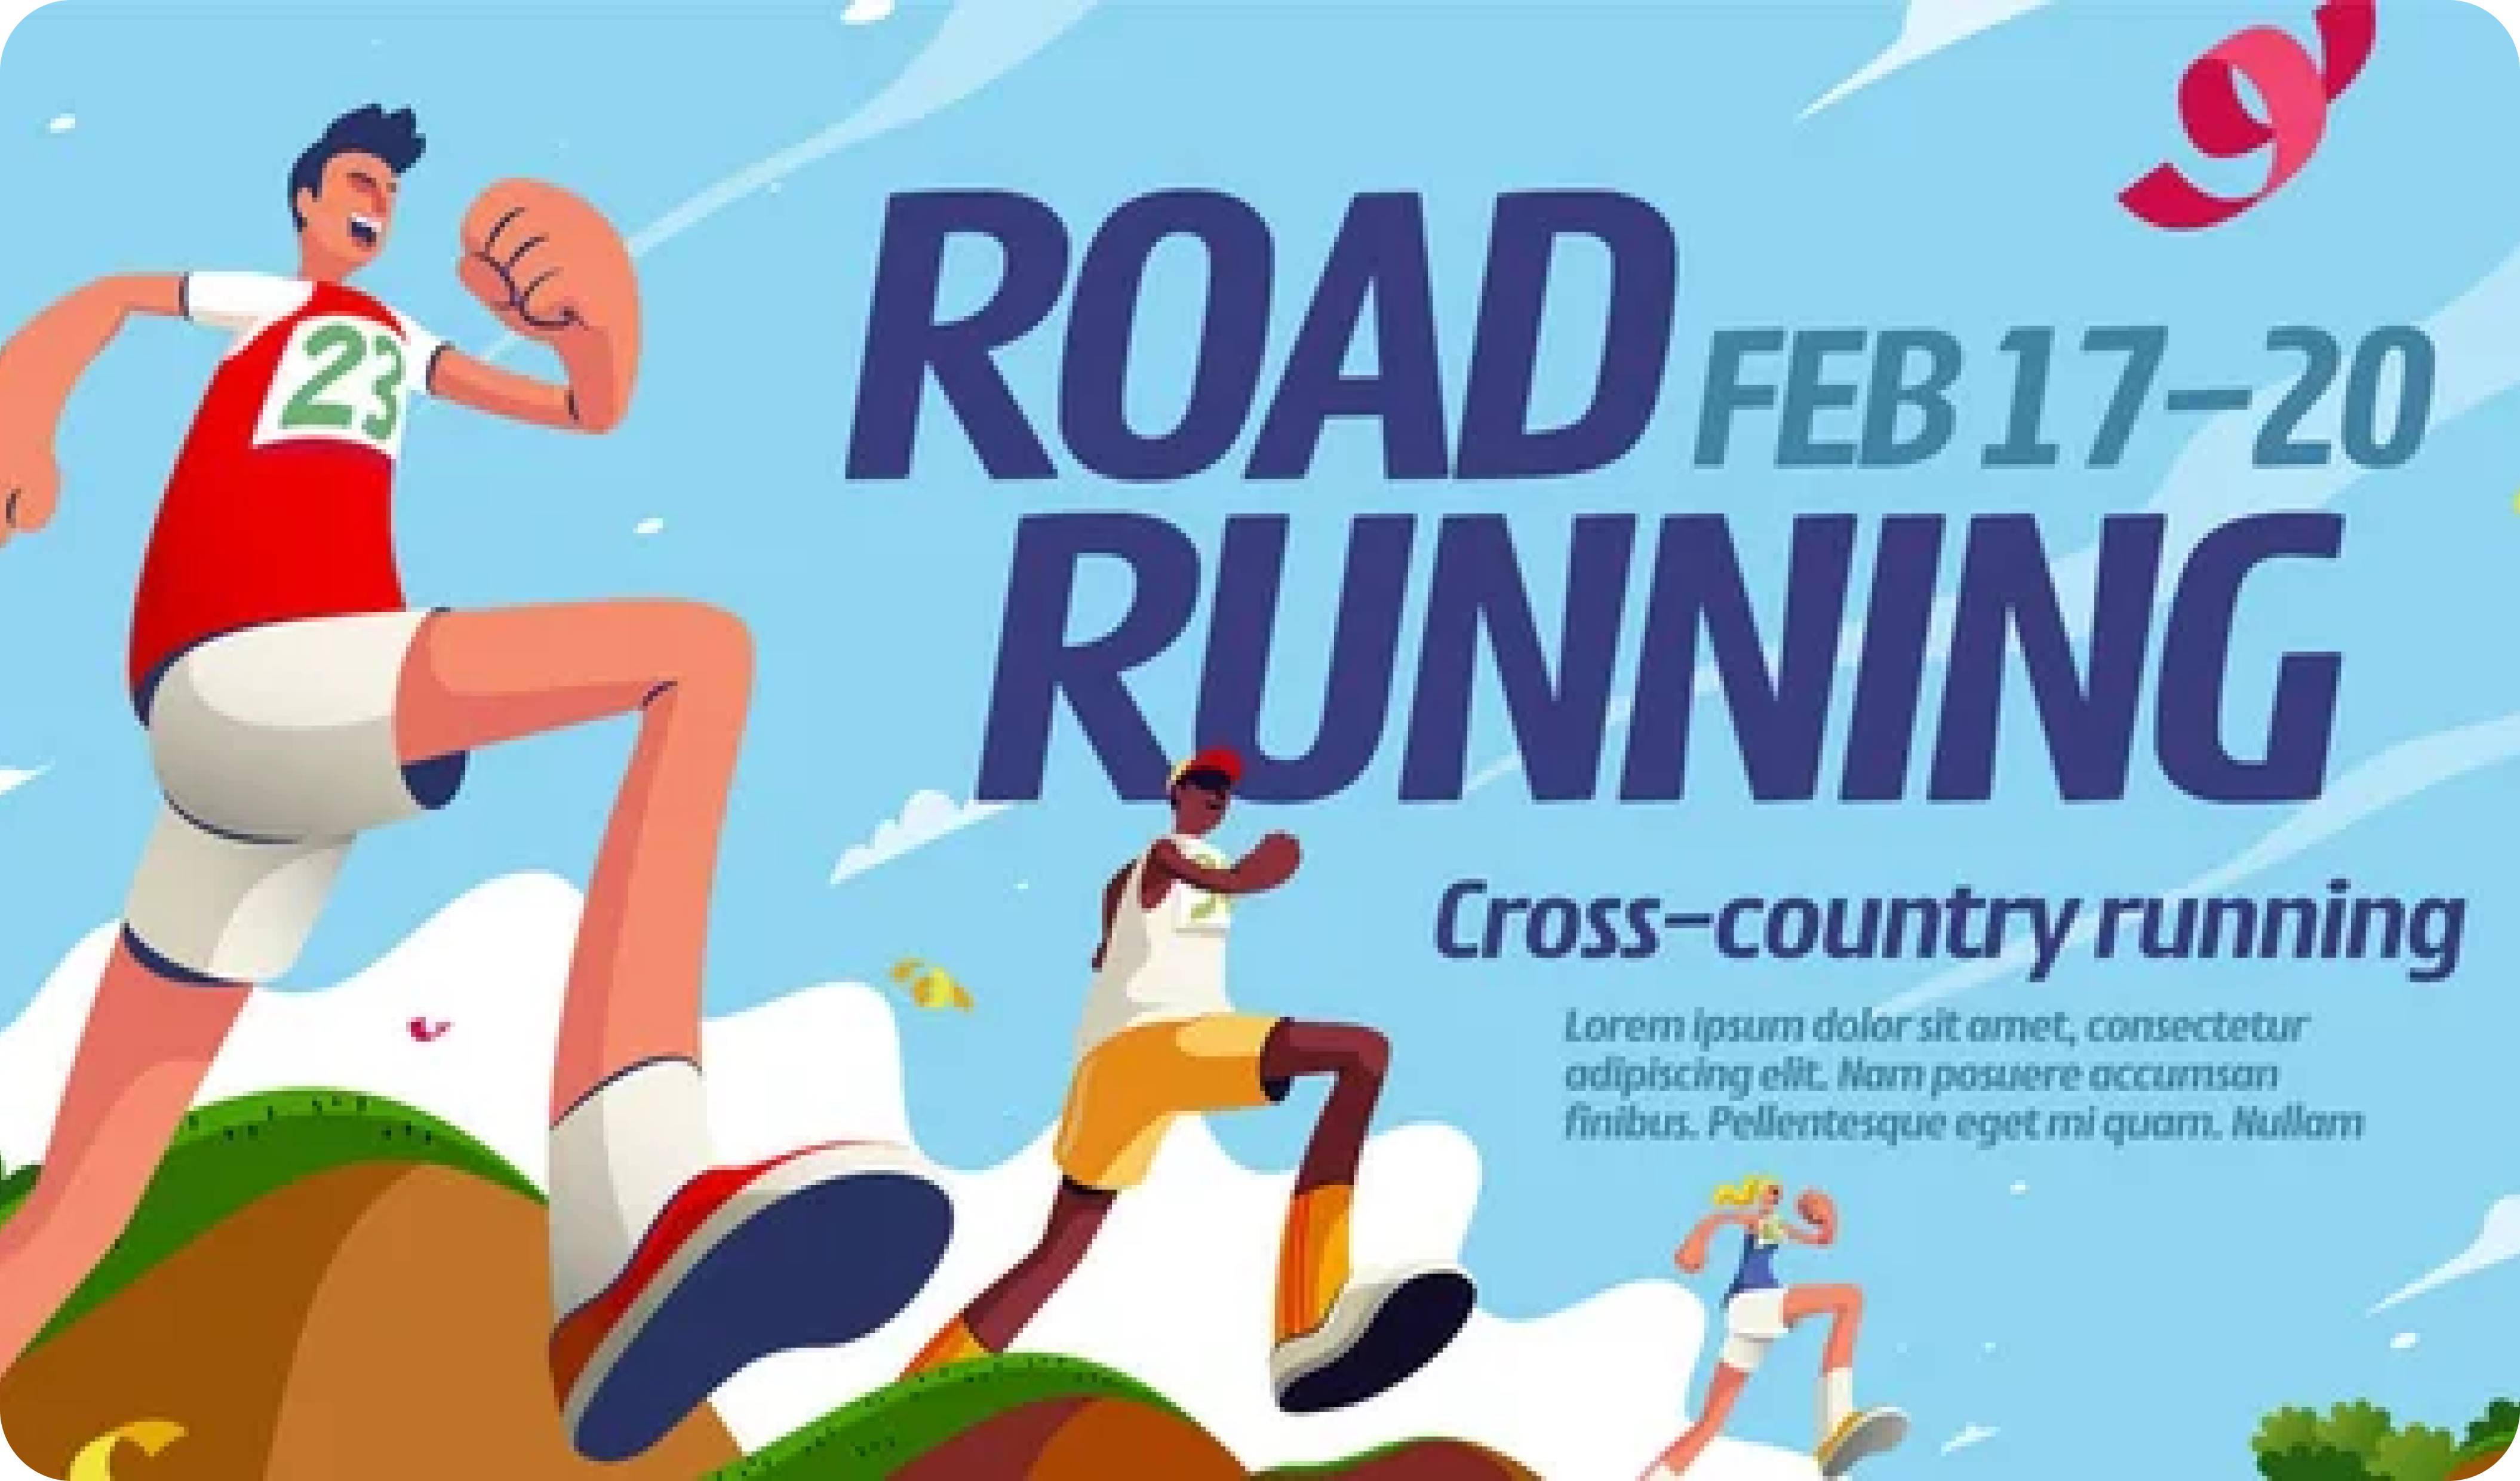 ROAD FEB 17–20
RUNNING
Cross–country running
Lorem ipsum dolor sit amet, consectetur
adipiscing elit. Nam posuere accumsan
finibus. Pellentesque eget mi quam. Nullam
23